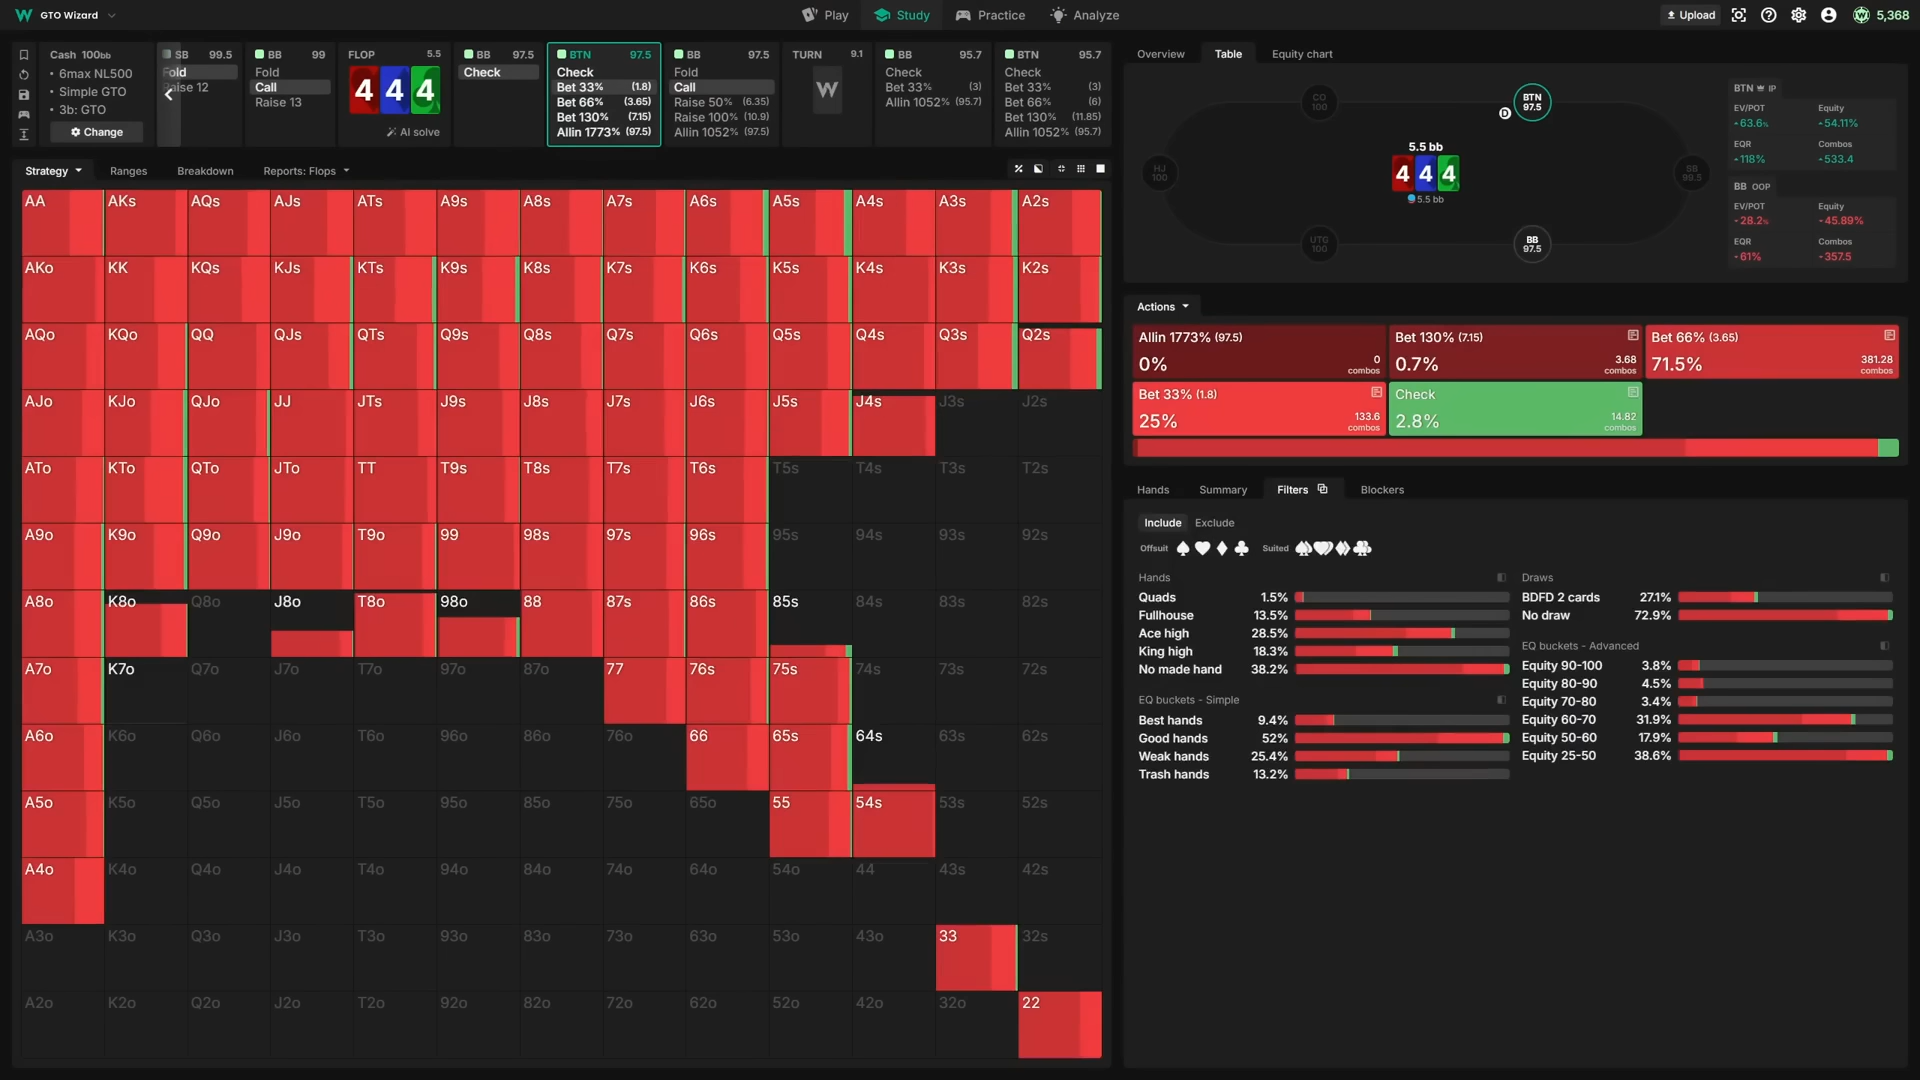 GTO Wizard
Play
Study
Practice
Analyze
Upload
5,368
Cash 100bb
• 6max NL500
• Simple GTO
• 3b: GTO
Change
SB 99.5
Fold
Raise 12
BB 99
Fold
Call
Raise 13
FLOP 5.5
4 4 4
AI solve
BB 97.5
Check
BTN 97.5
Check
Bet 33% (1.8)
Bet 66% (3.65)
Bet 130% (7.15)
Allin 1773% (97.5)
BB 97.5
Fold
Call
Raise 50% (6.35)
Raise 100% (10.9)
Allin 1052% (97.5)
TURN 9.1
W
BB 95.7
Check
Bet 33% (3)
Allin 1052% (95.7)
BTN 95.7
Check
Bet 33% (3)
Bet 66% (6)
Bet 130% (11.85)
Allin 1052% (95.7)
Strategy Ranges Breakdown Reports: Flops
AA AKs AQs AJs ATs A9s A8s A7s A6s A5s A4s A3s A2s
AKo KK KQs KJs KTs K9s K8s K7s K6s K5s K4s K3s K2s
AQo KQo QQ QJs QTs Q9s Q8s Q7s Q6s Q5s Q4s Q3s Q2s
AJo KJo QJo JJ JTs J9s J8s J7s J6s J5s J4s J3s J2s
ATo KTo QTo JTo TT T9s T8s T7s T6s T5s T4s T3s T2s
A9o K9o Q9o J9o T9o 99 98s 97s 96s 95s 94s 93s 92s
A8o K8o Q8o J8o T8o 98o 88 87s 86s 85s 84s 83s 82s
A7o K7o Q7o J7o T7o 97o 87o 77 76s 75s 74s 73s 72s
A6o K6o Q6o J6o T6o 96o 86o 76o 66 65s 64s 63s 62s
A5o K5o Q5o J5o T5o 95o 85o 75o 65o 55 54s 53s 52s
A4o K4o Q4o J4o T4o 94o 84o 74o 64o 54o 44 43s 42s
A3o K3o Q3o J3o T3o 93o 83o 73o 63o 53o 43o 33 32s
A2o K2o Q2o J2o T2o 92o 82o 72o 62o 52o 42o 32o 22
Overview Table Equity chart
CO 100
BTN 97.5
D
HJ 100
5.5 bb
4 4 4
5.5 bb
SB 99.5
UTG 100
BB 97.5
BTN IP
EV/POT Equity
63.6% 54.11%
EQR Combos
118% 533.4
BB OOP
EV/POT Equity
28.2% 45.89%
EQR Combos
61% 357.5
Actions
Allin 1773% (97.5)
0% 0 combos
Bet 130% (7.15)
0.7% 3.68 combos
Bet 66% (3.65)
71.5% 381.28 combos
Bet 33% (1.8)
25% 133.6 combos
Check
2.8% 14.82 combos
Hands Summary Filters Blockers
Include Exclude
Offsuit Suited
Hands
Quads 1.5%
Fullhouse 13.5%
Ace high 28.5%
King high 18.3%
No made hand 38.2%
EQ buckets - Simple
Best hands 9.4%
Good hands 52%
Weak hands 25.4%
Trash hands 13.2%
Draws
BDFD 2 cards 27.1%
No draw 72.9%
EQ buckets - Advanced
Equity 90-100 3.8%
Equity 80-90 4.5%
Equity 70-80 3.4%
Equity 60-70 31.9%
Equity 50-60 17.9%
Equity 25-50 38.6%